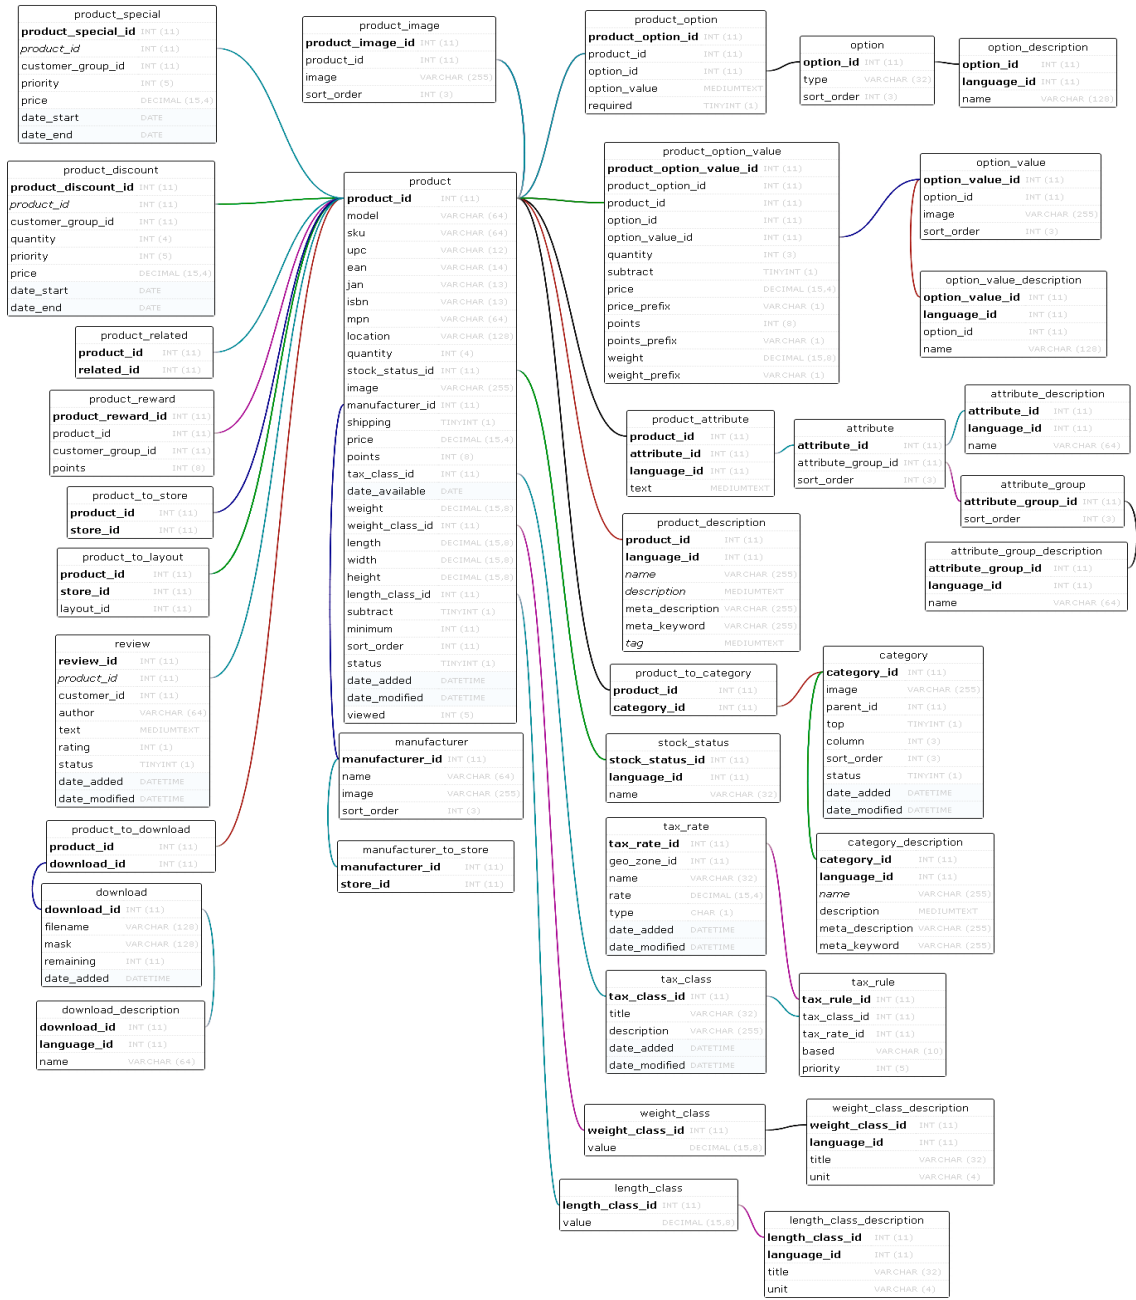 product_special
product_special_id INT (11)
product_id INT (11)
customer_group_id INT (11)
priority INT (5)
price DECIMAL (15,4)
date_start DATE
date_end DATE
product_image
product_image_id INT (11)
product_id INT (11)
image VARCHAR (255)
sort_order INT (3)
product_option
product_option_id INT (11)
product_id INT (11)
option_id INT (11)
option_value MEDIUMTEXT
required TINYINT (1)
option
option_id INT (11)
type VARCHAR (32)
sort_order INT (3)
option_description
option_id INT (11)
language_id INT (11)
name VARCHAR (128)
product_discount
product_discount_id INT (11)
product_id INT (11)
customer_group_id INT (11)
quantity INT (4)
priority INT (5)
price DECIMAL (15,4)
date_start DATE
date_end DATE
product
product_id INT (11)
model VARCHAR (64)
sku VARCHAR (64)
upc VARCHAR (12)
ean VARCHAR (14)
jan VARCHAR (13)
isbn VARCHAR (13)
mpn VARCHAR (64)
location VARCHAR (128)
quantity INT (4)
stock_status_id INT (11)
image VARCHAR (255)
manufacturer_id INT (11)
shipping TINYINT (1)
price DECIMAL (15,4)
points INT (8)
tax_class_id INT (11)
date_available DATE
weight DECIMAL (15,8)
weight_class_id INT (11)
length DECIMAL (15,8)
width DECIMAL (15,8)
height DECIMAL (15,8)
length_class_id INT (11)
subtract TINYINT (1)
minimum INT (11)
sort_order INT (11)
status TINYINT (1)
date_added DATETIME
date_modified DATETIME
viewed INT (5)
product_option_value
product_option_value_id INT (11)
product_option_id INT (11)
product_id INT (11)
option_id INT (11)
option_value_id INT (11)
quantity INT (3)
subtract TINYINT (1)
price DECIMAL (15,4)
price_prefix VARCHAR (1)
points INT (8)
points_prefix VARCHAR (1)
weight DECIMAL (15,8)
weight_prefix VARCHAR (1)
option_value
option_value_id INT (11)
option_id INT (11)
image VARCHAR (255)
sort_order INT (3)
option_value_description
option_value_id INT (11)
language_id INT (11)
option_id INT (11)
name VARCHAR (128)
product_related
product_id INT (11)
related_id INT (11)
product_reward
product_reward_id INT (11)
product_id INT (11)
customer_group_id INT (11)
points INT (8)
product_to_store
product_id INT (11)
store_id INT (11)
product_to_layout
product_id INT (11)
store_id INT (11)
layout_id INT (11)
review
review_id INT (11)
product_id INT (11)
customer_id INT (11)
author VARCHAR (64)
text MEDIUMTEXT
rating INT (1)
status TINYINT (1)
date_added DATETIME
date_modified DATETIME
product_to_download
product_id INT (11)
download_id INT (11)
download
download_id INT (11)
filename VARCHAR (128)
mask VARCHAR (128)
remaining INT (11)
date_added DATETIME
download_description
download_id INT (11)
language_id INT (11)
name VARCHAR (64)
manufacturer
manufacturer_id INT (11)
name VARCHAR (64)
image VARCHAR (255)
sort_order INT (3)
manufacturer_to_store
manufacturer_id INT (11)
store_id INT (11)
product_attribute
product_id INT (11)
attribute_id INT (11)
language_id INT (11)
text MEDIUMTEXT
attribute
attribute_id INT (11)
attribute_group_id INT (11)
sort_order INT (3)
attribute_description
attribute_id INT (11)
language_id INT (11)
name VARCHAR (64)
attribute_group
attribute_group_id INT (11)
sort_order INT (3)
attribute_group_description
attribute_group_id INT (11)
language_id INT (11)
name VARCHAR (64)
product_description
product_id INT (11)
language_id INT (11)
name VARCHAR (255)
description MEDIUMTEXT
meta_description VARCHAR (255)
meta_keyword VARCHAR (255)
tag MEDIUMTEXT
product_to_category
product_id INT (11)
category_id INT (11)
category
category_id INT (11)
image VARCHAR (255)
parent_id INT (11)
top TINYINT (1)
column INT (3)
sort_order INT (3)
status TINYINT (1)
date_added DATETIME
date_modified DATETIME
stock_status
stock_status_id INT (11)
language_id INT (11)
name VARCHAR (32)
category_description
category_id INT (11)
language_id INT (11)
name VARCHAR (255)
description MEDIUMTEXT
meta_description VARCHAR (255)
meta_keyword VARCHAR (255)
tax_rate
tax_rate_id INT (11)
geo_zone_id INT (11)
name VARCHAR (32)
rate DECIMAL (15,4)
type CHAR (1)
date_added DATETIME
date_modified DATETIME
tax_class
tax_class_id INT (11)
title VARCHAR (32)
description VARCHAR (255)
date_added DATETIME
date_modified DATETIME
tax_rule
tax_rule_id INT (11)
tax_class_id INT (11)
tax_rate_id INT (11)
based VARCHAR (10)
priority INT (5)
weight_class
weight_class_id INT (11)
value DECIMAL (15,8)
weight_class_description
weight_class_id INT (11)
language_id INT (11)
title VARCHAR (32)
unit VARCHAR (4)
length_class
length_class_id INT (11)
value DECIMAL (15,8)
length_class_description
length_class_id INT (11)
language_id INT (11)
title VARCHAR (32)
unit VARCHAR (4)